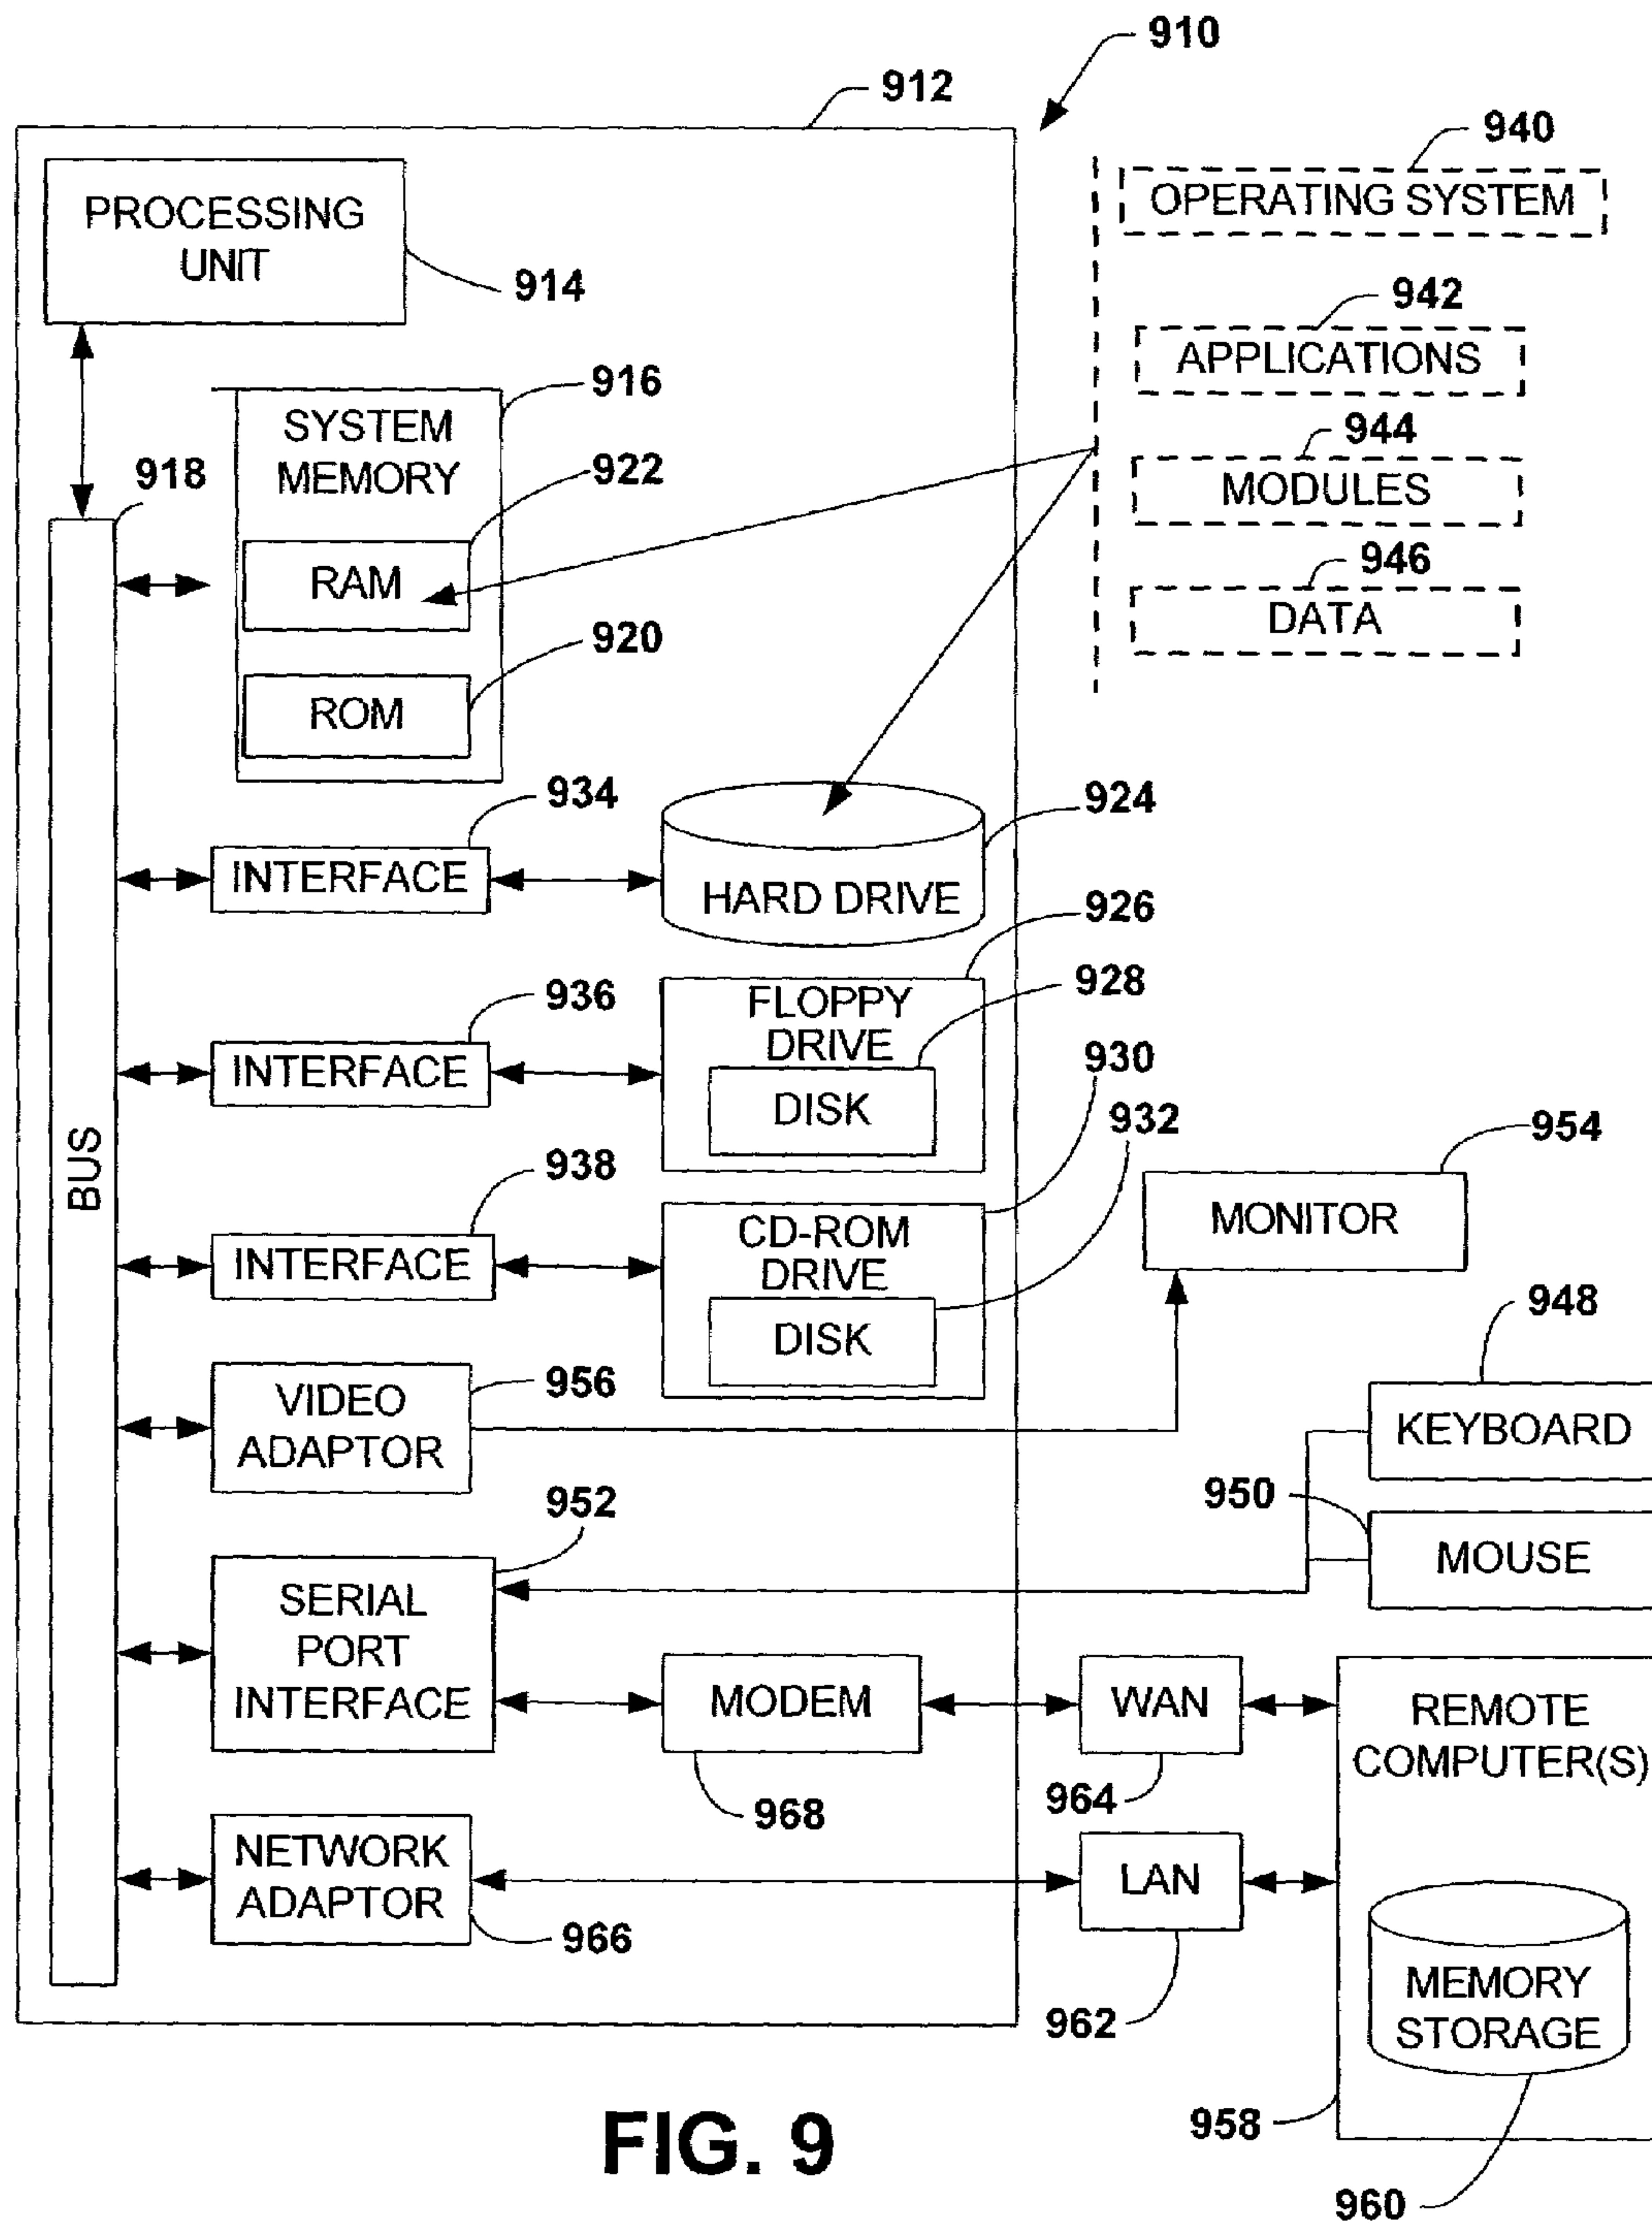 910
912
940
OPERATING SYSTEM
PROCESSING
UNIT
914
942
APPLICATIONS
916
SYSTEM
MEMORY
944
MODULES
918
922
RAM
946
DATA
920
ROM
934
INTERFACE
924
HARD DRIVE
926
936
INTERFACE
FLOPPY
DRIVE
928
DISK
930
932
954
MONITOR
BUS
938
INTERFACE
CD-ROM
DRIVE
DISK
948
KEYBOARD
956
VIDEO
ADAPTOR
950
MOUSE
952
SERIAL
PORT
INTERFACE
MODEM
968
WAN
964
REMOTE
COMPUTER(S)
NETWORK
ADAPTOR
966
LAN
962
MEMORY
STORAGE
958
960
FIG. 9